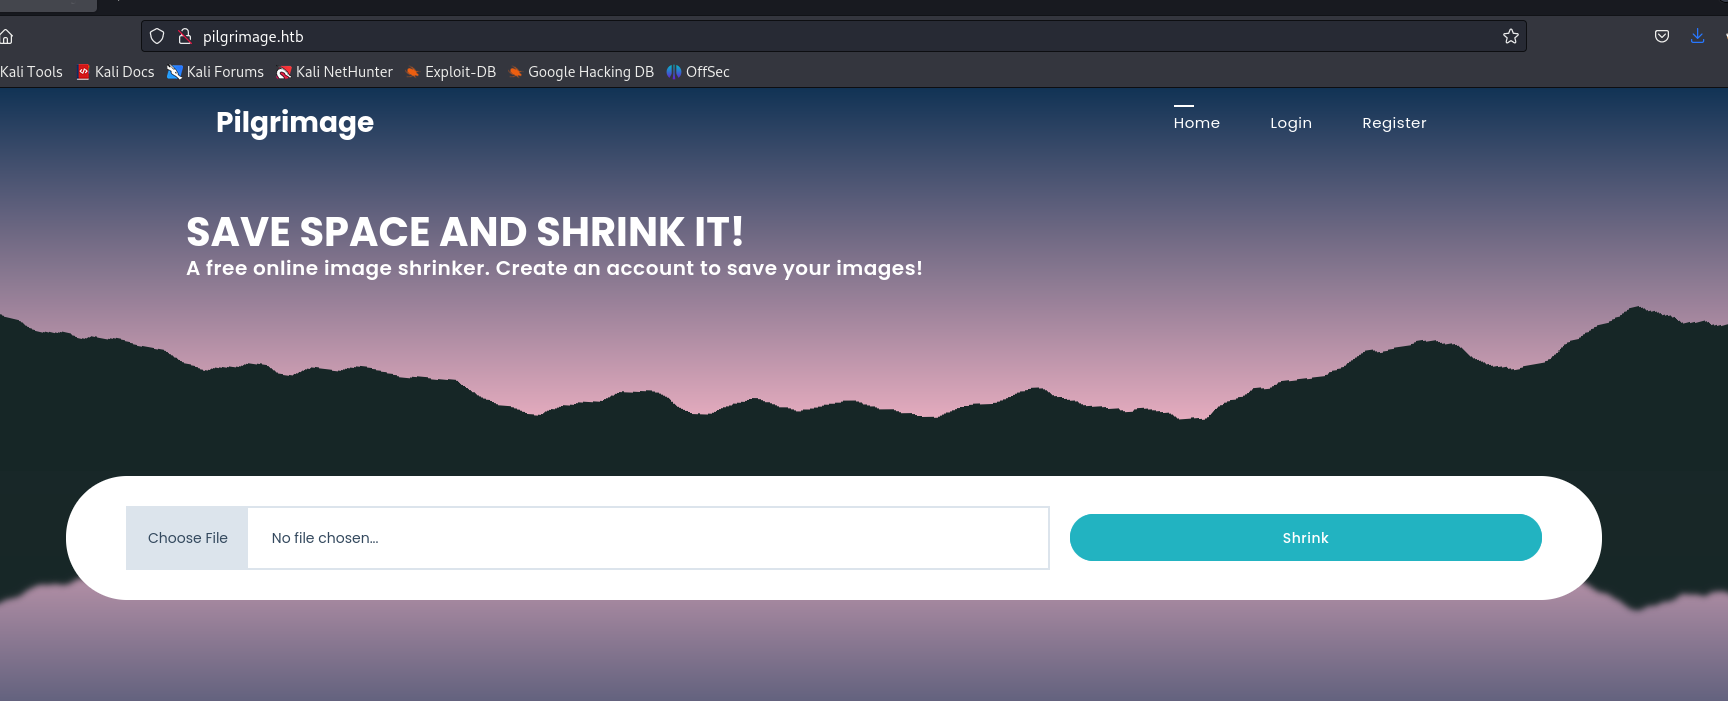 pilgrimage.htb
Kali Tools Kali Docs Kali Forums Kali NetHunter Exploit-DB Google Hacking DB OffSec
Pilgrimage Home Login Register
SAVE SPACE AND SHRINK IT!
A free online image shrinker. Create an account to save your images!
Choose File No file chosen... Shrink